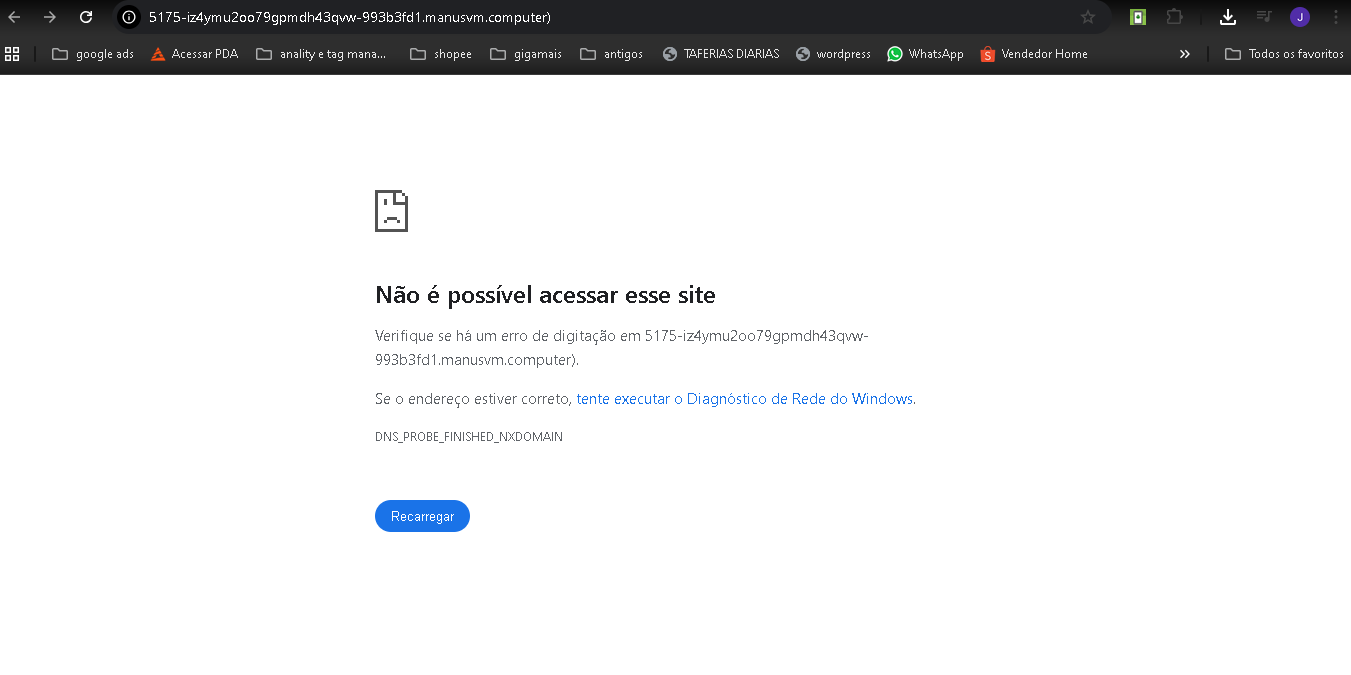 5175-iz4ymu2oo79gpmdh43qvw-993b3fd1.manusvm.computer)
J
google ads Acessar PDA anality e tag mana... shopee gigamais antigos TAFERIAS DIARIAS wordpress WhatsApp Vendedor Home » Todos os favoritos
Não é possível acessar esse site
Verifique se há um erro de digitação em 5175-iz4ymu2oo79gpmdh43qvw-
993b3fd1.manusvm.computer).
Se o endereço estiver correto, tente executar o Diagnóstico de Rede do Windows.
DNS_PROBE_FINISHED_NXDOMAIN
Recarregar